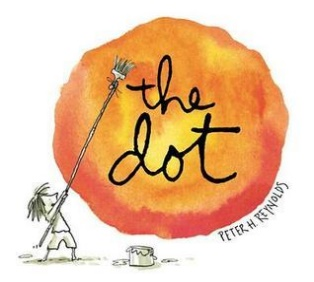 the
dot
PETER H. REYNOLDS